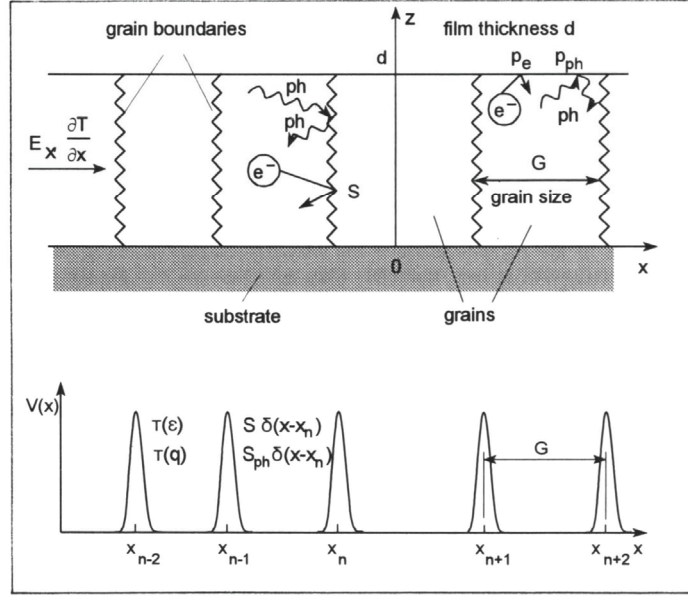 grain boundaries
z
film thickness d
d
p_e
p_ph
ph
ph
e⁻
ph
E_x, ∂T/∂x
e⁻
S
G
grain size
0
x
substrate
grains
V(x)
τ(ε)
S δ(x-x_n)
τ(q)
S_ph δ(x-x_n)
G
x_n-2
x_n-1
x_n
x_n+1
x_n+2
x